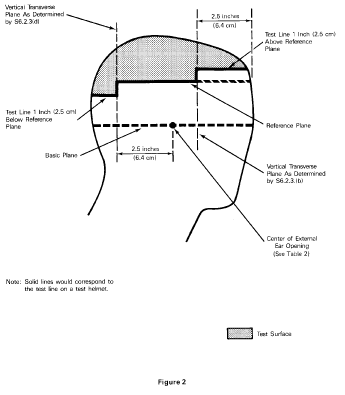 Vertical Transverse
Plane As Determined
by S6.2.3(d)
2.5 inches
(6.4 cm)
Test Line 1 Inch (2.5 cm)
Above Reference
Plane
Test Line 1 Inch (2.5 cm)
Below Reference
Plane
Reference Plane
Basic Plane
2.5 inches
(6.4 cm)
Vertical Transverse
Plane As Determined
by S6.2.3.(b)
Center of External
Ear Opening
(See Table 2)
Note: Solid lines would correspond to
the test line on a test helmet.
Test Surface
Figure 2